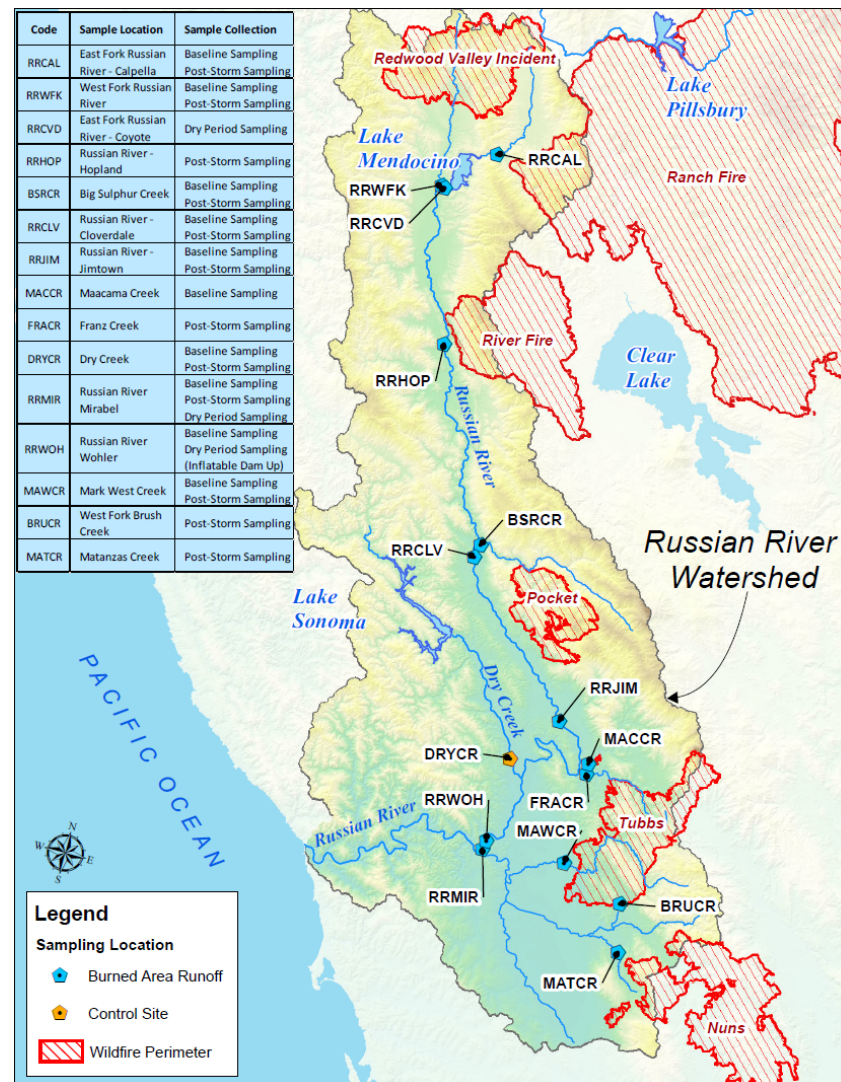 Code Sample Location Sample Collection
RRCAL East Fork Russian River - Calpella Baseline Sampling
Post-Storm Sampling
RRWFK West Fork Russian River Baseline Sampling
Post-Storm Sampling
RRCVD East Fork Russian River - Coyote Dry Period Sampling
RRHOP Russian River - Hopland Post-Storm Sampling
BSRCR Big Sulphur Creek Baseline Sampling
Post-Storm Sampling
RRCLV Russian River - Cloverdale Baseline Sampling
Post-Storm Sampling
RRJIM Russian River - Jimtown Baseline Sampling
Post-Storm Sampling
MACCR Maacama Creek Baseline Sampling
FRACR Franz Creek Post-Storm Sampling
DRYCR Dry Creek Baseline Sampling
Post-Storm Sampling
RRMIR Russian River Mirabel Baseline Sampling
Post-Storm Sampling
Dry Period Sampling
RRWOH Russian River Wohler Baseline Sampling
Dry Period Sampling
(Inflatable Dam Up)
MAWCR Mark West Creek Baseline Sampling
Post-Storm Sampling
BRUCR West Fork Brush Creek Post-Storm Sampling
MATCR Matanzas Creek Post-Storm Sampling
Redwood Valley Incident
Lake
Pillsbury
Lake
Mendocino
RRCAL
Ranch Fire
RRWFK
RRCVD
River Fire
Clear
Lake
RRHOP
Russian River
BSRCR
RRCLV
Russian River
Watershed
Pocket
Lake
Sonoma
RRJIM
Dry Creek
PACIFIC OCEAN
DRYCR
MACCR
FRACR
RRWOH
Russian River
MAWCR
Tubbs
RRMIR
BRUCR
MATCR
Nuns
N
W
E
S
Legend
Sampling Location
Burned Area Runoff
Control Site
Wildfire Perimeter